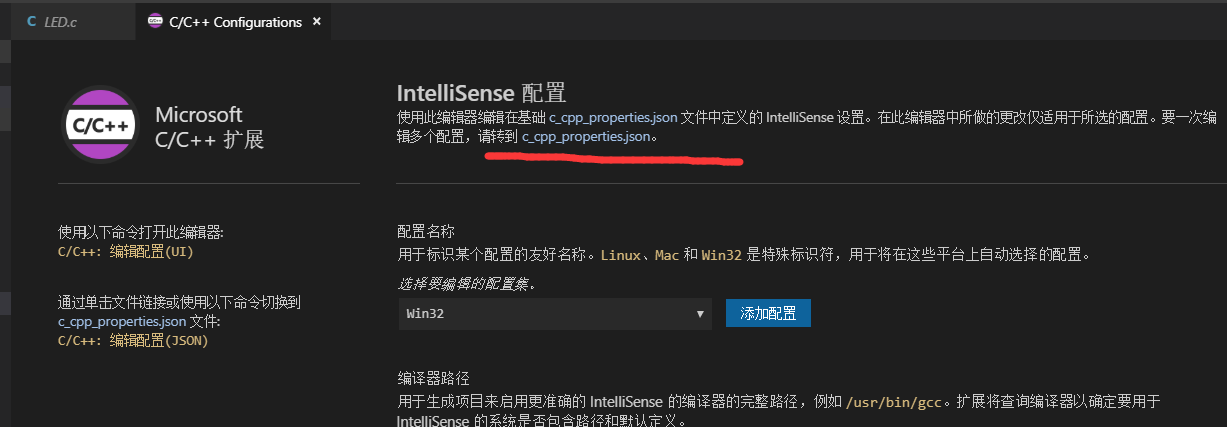 C LED.c
C/C++ Configurations ×
C/C++
Microsoft
C/C++ 扩展
使用以下命令打开此编辑器:
C/C++: 编辑配置(UI)
通过单击文件链接或使用以下命令切换到
c_cpp_properties.json 文件:
C/C++: 编辑配置(JSON)
IntelliSense 配置
使用此编辑器编辑在基础 c_cpp_properties.json 文件中定义的 IntelliSense 设置。在此编辑器中所做的更改仅适用于所选的配置。要一次编
辑多个配置，请转到 c_cpp_properties.json。
配置名称
用于标识某个配置的友好名称。Linux、Mac 和 Win32 是特殊标识符，用于将在这些平台上自动选择的配置。
选择要编辑的配置集。
Win32
添加配置
编译器路径
用于生成项目来启用更准确的 IntelliSense 的编译器的完整路径，例如 /usr/bin/gcc。扩展将查询编译器以确定要用于
IntelliSense 的系统是否包含路径和默认定义。